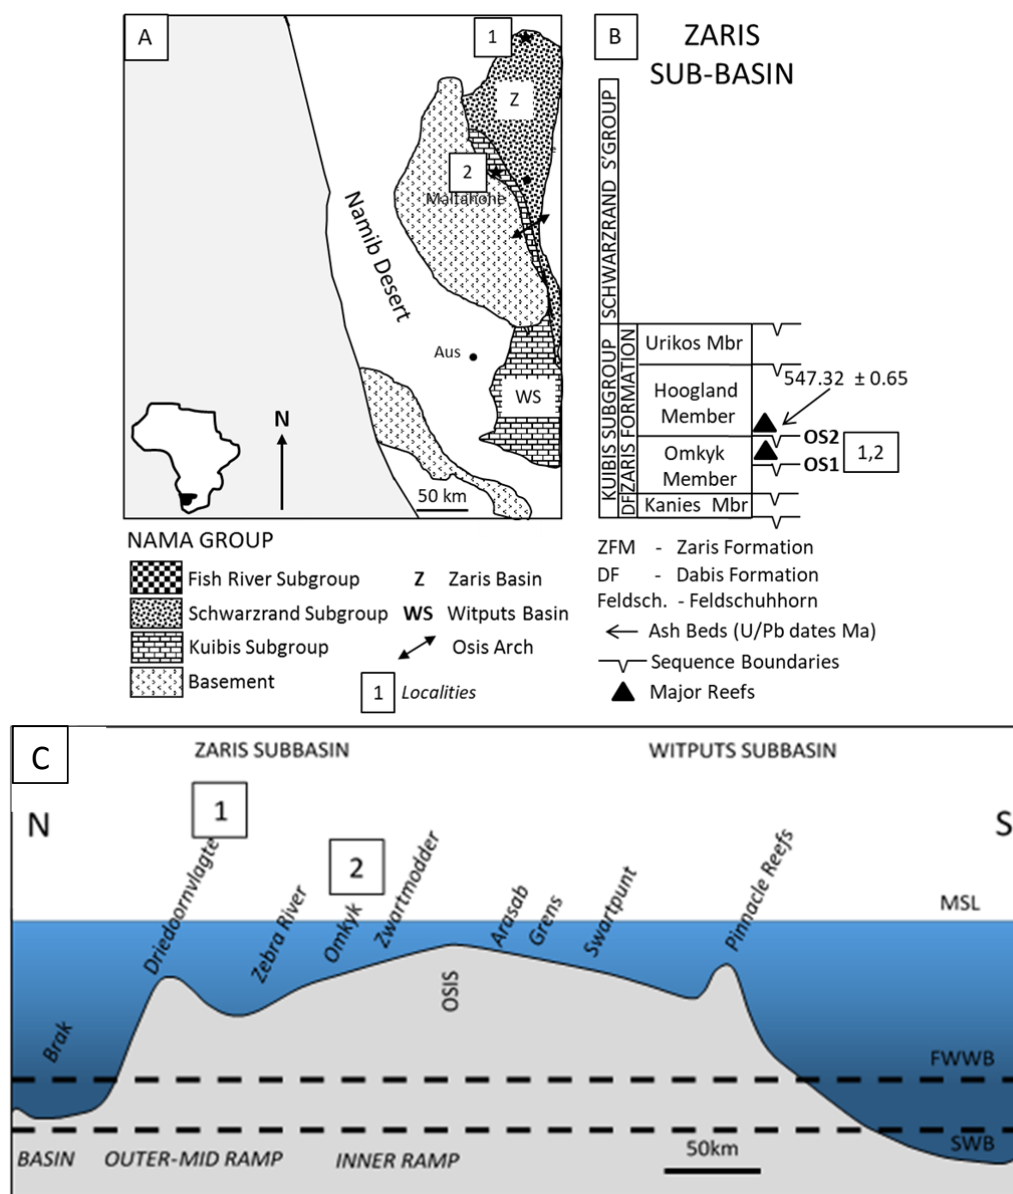 A
1
Z
2
Maltahohe
Namib Desert
Aus
WS
N
50 km
B
ZARIS
SUB-BASIN
SCHWARZRAND S'GROUP
KUIBIS SUBGROUP
DF
ZARIS FORMATION
Urikos Mbr
Hoogland
Member
Omkyk
Member
Kanies Mbr
547.32 ± 0.65
OS2
OS1
1,2
NAMA GROUP
Fish River Subgroup
Schwarzrand Subgroup
Kuibis Subgroup
Basement
Z Zaris Basin
WS Witputs Basin
Osis Arch
1 Localities
ZFM - Zaris Formation
DF - Dabis Formation
Feldsch. - Feldschuhhorn
Ash Beds (U/Pb dates Ma)
Sequence Boundaries
Major Reefs
C
ZARIS SUBBASIN
WITPUTS SUBBASIN
N
1
2
S
MSL
Brak
Driedoornvlagte
Zebra River
Omkyk
Zwartmodder
OSIS
Arasab
Grens
Swartpunt
Pinnacle Reefs
FWWB
SWB
BASIN
OUTER-MID RAMP
INNER RAMP
50km